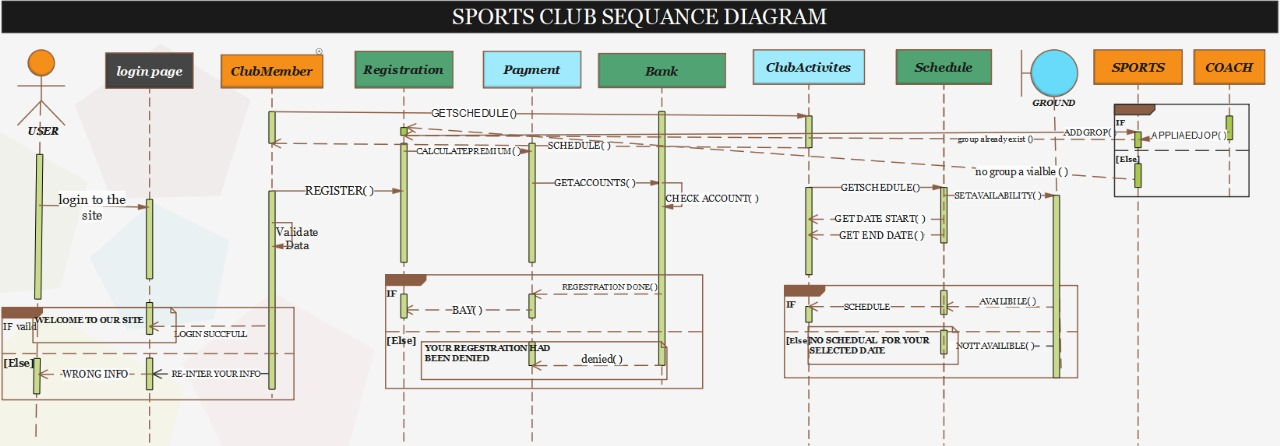 SPORTS CLUB SEQUANCE DIAGRAM
USER
login page
ClubMember
Registration
Payment
Bank
ClubActivites
Schedule
GROUND
SPORTS
COACH
GETSCHEDULE()
IF
ADDGROP()
APPLIAEDJOP( )
group already exist ()
SCHEDULE( )
CALCULATEPREMIUM( )
[Else]
no group a vialble ( )
REGISTER( )
GETACCOUNTS( )
CHECK ACCOUNT( )
GETSCHEDULE()
SETAVAILABILITY( )
login to the
site
GET DATE START( )
GET END DATE( )
Validate
Data
REGESTRATION DONE( )
IF
BAY( )
IF
SCHEDULE
AVAILIBILE( )
IF vaild
WELCOME TO OUR SITE
LOGIN SUCCFULL
[Else]
YOUR REGESTRATION HAD
BEEN DENIED
denied( )
[Else]
NO SCHEDUAL FOR YOUR
SELECTED DATE
NOTTAVAILIBLE( )
[Else]
WRONG INFO
RE-INTER YOUR INFO